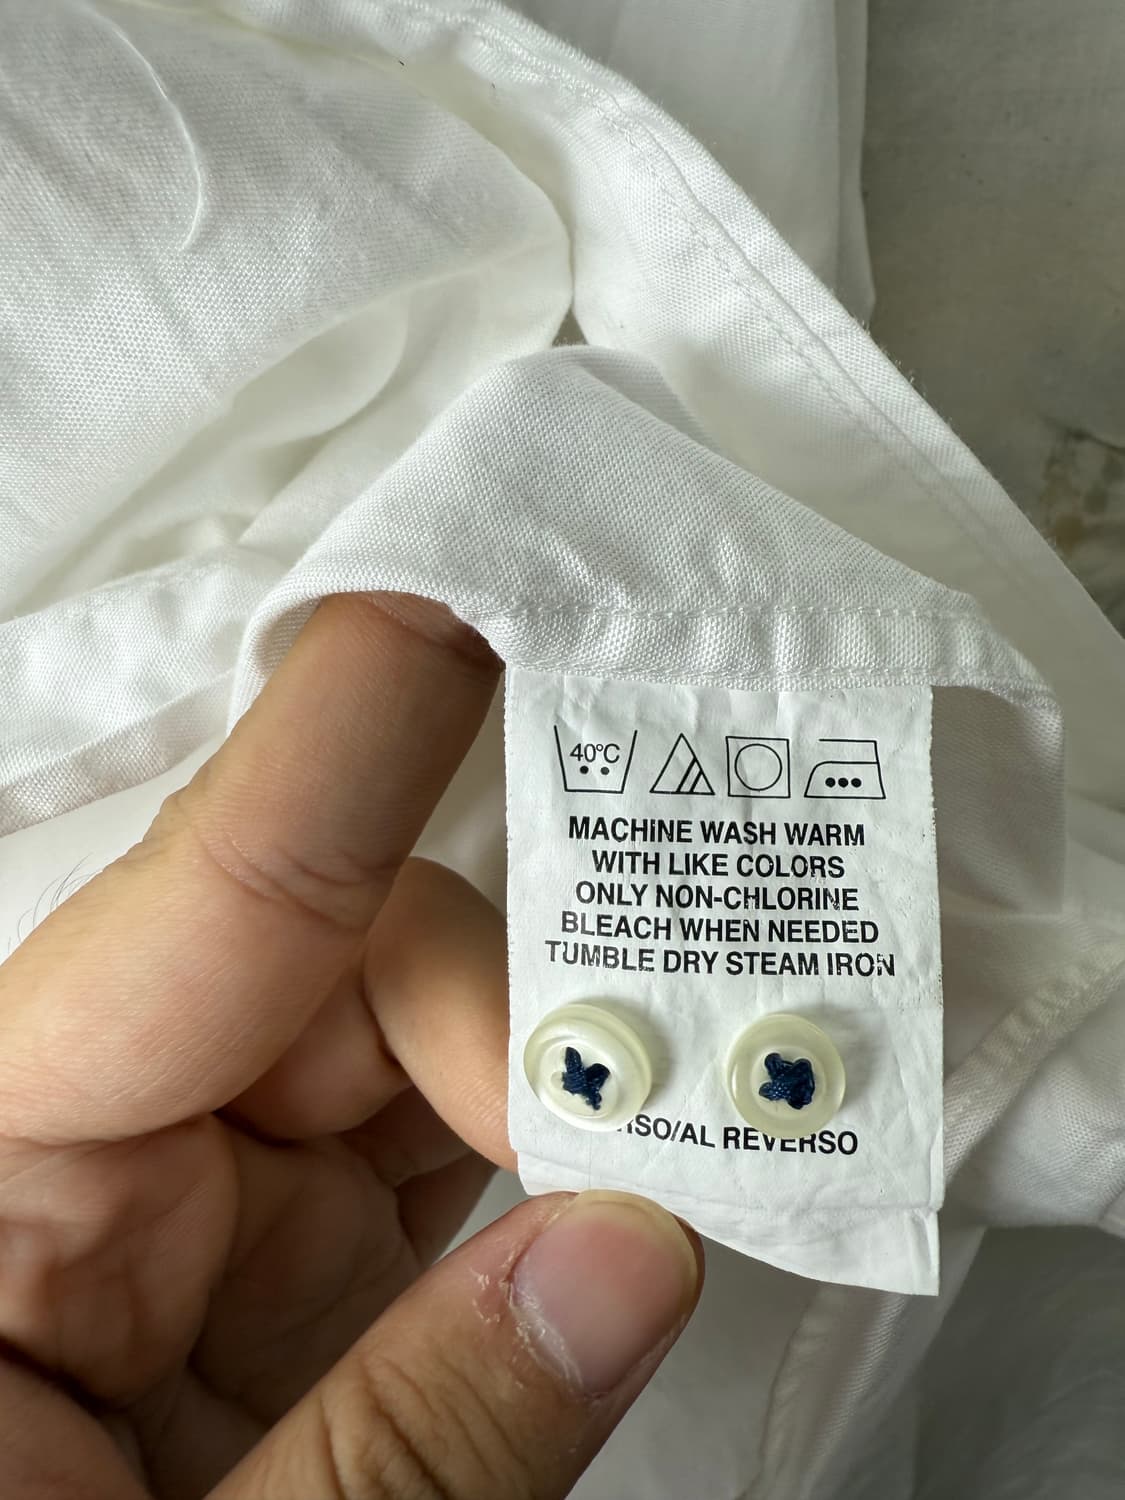 40°C
MACHINE WASH WARM
WITH LIKE COLORS
ONLY NON-CHLORINE
BLEACH WHEN NEEDED
TUMBLE DRY STEAM IRON
AL REVERSO